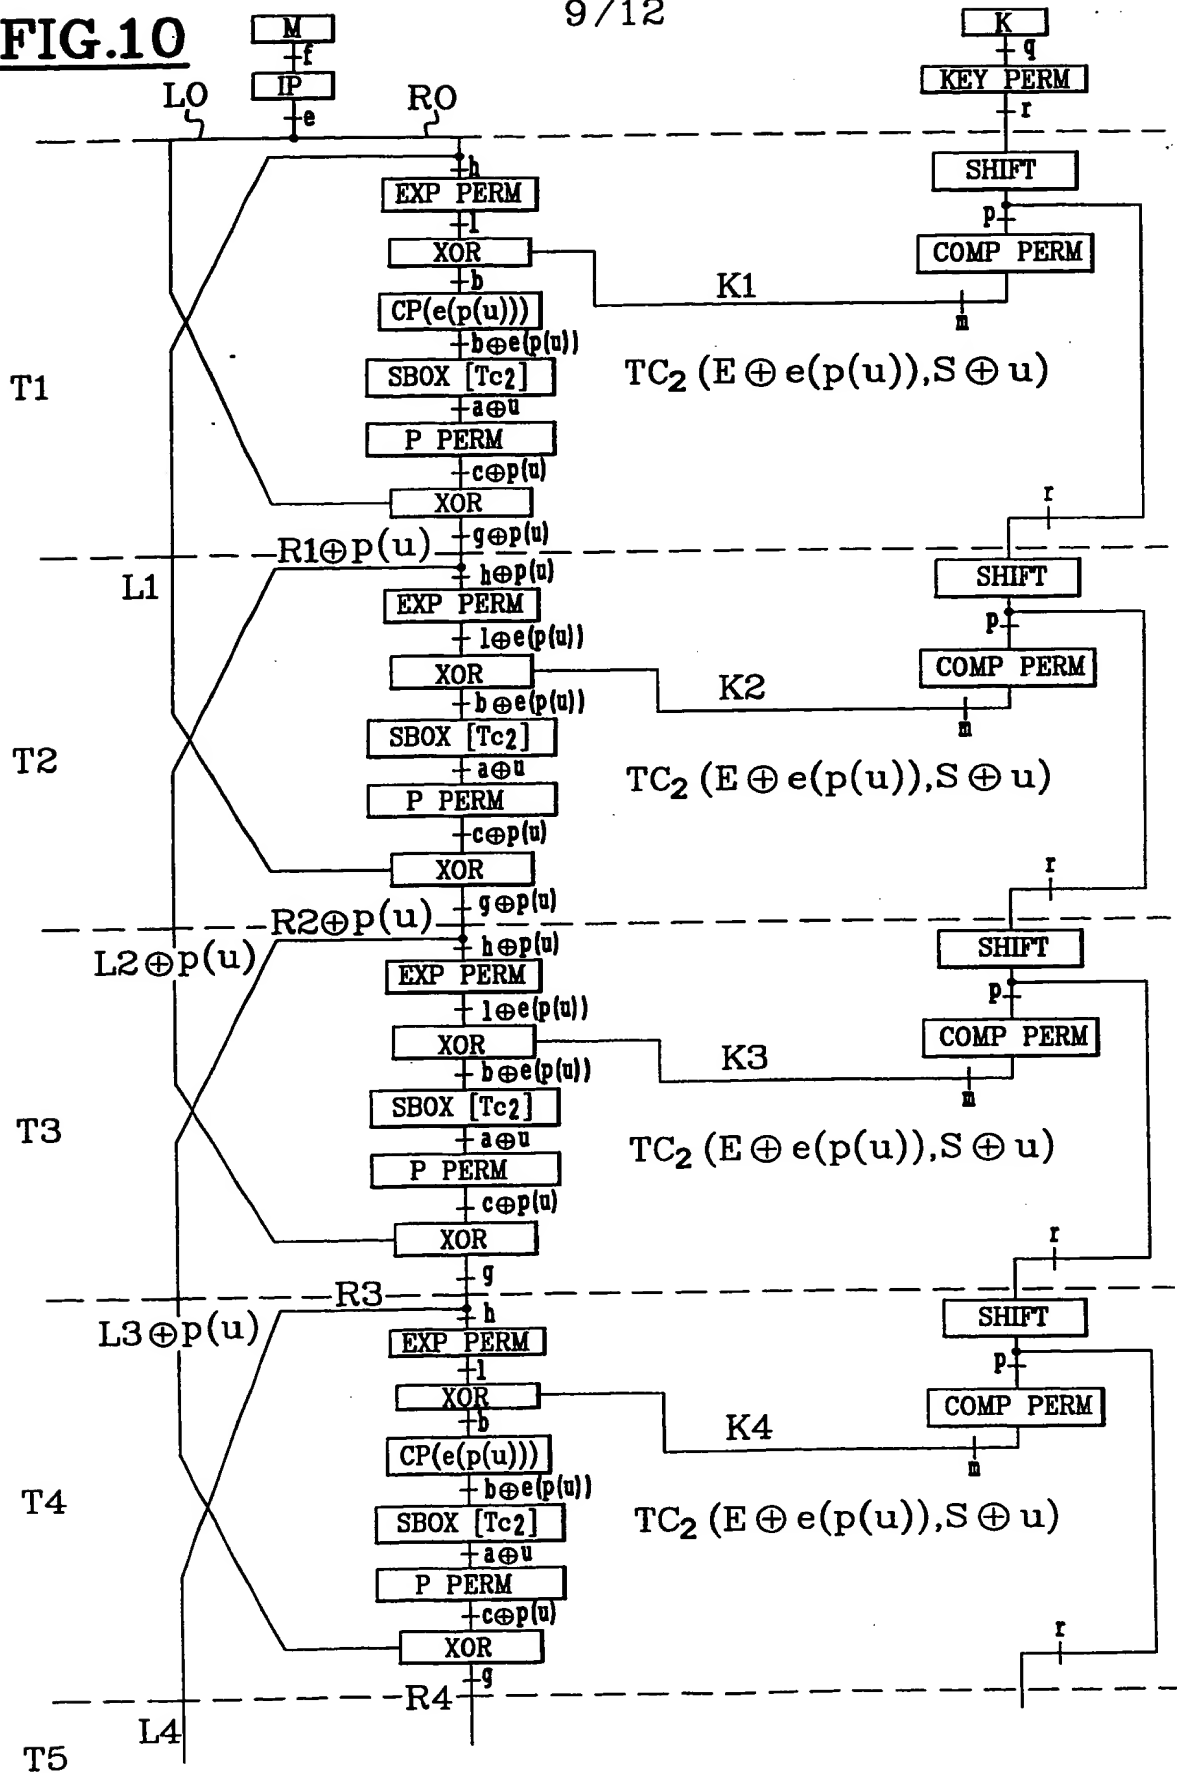 FIG.10
9/12
M
K
f
q
IP
KEY PERM
e
r
L0
R0
h
SHIFT
EXP PERM
l
p
XOR
COMP PERM
b
K1
m
CP(e(p(u)))
b⊕e(p(u))
T1
SBOX [Tc2]
TC2 (E ⊕ e(p(u)),S ⊕ u)
a⊕u
P PERM
c⊕p(u)
XOR
r
g⊕p(u)
R1⊕p(u)
L1
h⊕p(u)
SHIFT
EXP PERM
l⊕e(p(u))
p
XOR
COMP PERM
K2
b⊕e(p(u))
m
SBOX [Tc2]
T2
TC2 (E ⊕ e(p(u)),S ⊕ u)
a⊕u
P PERM
c⊕p(u)
XOR
r
g⊕p(u)
R2⊕p(u)
L2⊕p(u)
h⊕p(u)
SHIFT
EXP PERM
l⊕e(p(u))
p
XOR
COMP PERM
K3
b⊕e(p(u))
m
SBOX [Tc2]
T3
TC2 (E ⊕ e(p(u)),S ⊕ u)
a⊕u
P PERM
c⊕p(u)
XOR
r
g
R3
L3⊕p(u)
h
SHIFT
EXP PERM
l
p
XOR
COMP PERM
b
K4
m
CP(e(p(u)))
b⊕e(p(u))
T4
SBOX [Tc2]
TC2 (E ⊕ e(p(u)),S ⊕ u)
a⊕u
P PERM
c⊕p(u)
XOR
r
g
R4
L4
T5